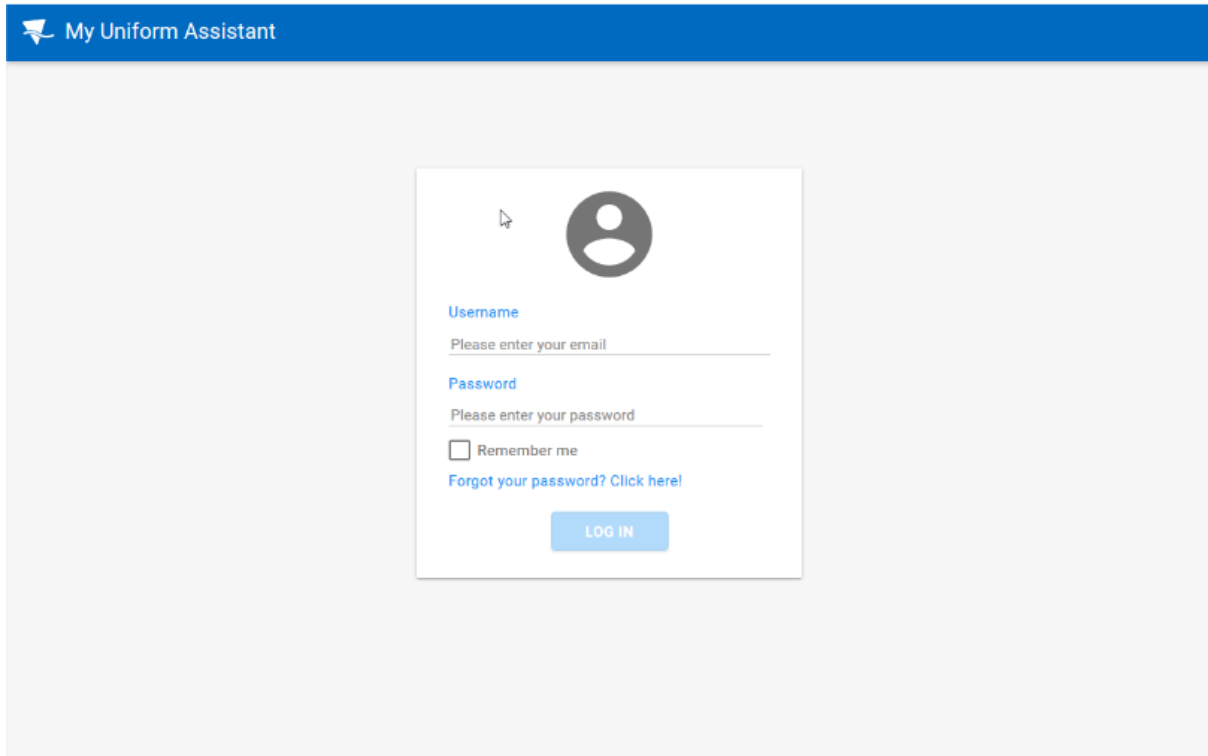 My Uniform Assistant
Username
Please enter your email
Password
Please enter your password
Remember me
Forgot your password? Click here!
LOG IN